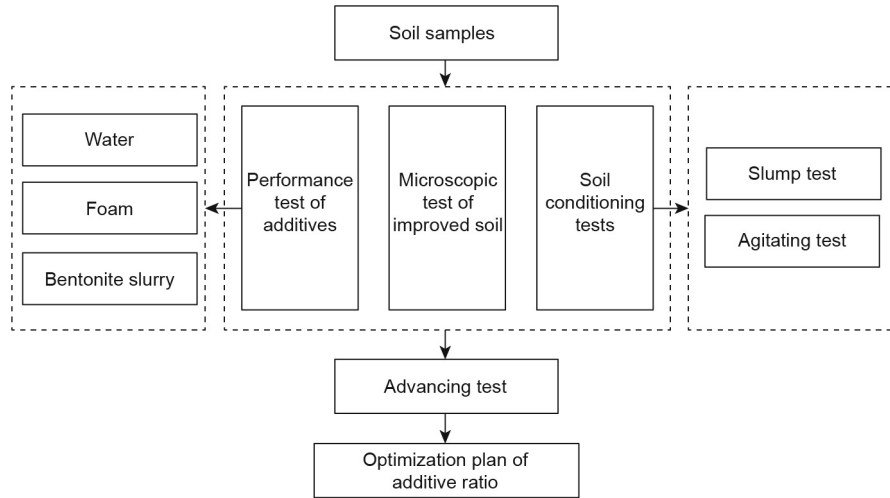 Soil samples
Water
Foam
Bentonite slurry
Performance
test of
additives
Microscopic
test of
improved soil
Soil
conditioning
tests
Slump test
Agitating test
Advancing test
Optimization plan of
additive ratio